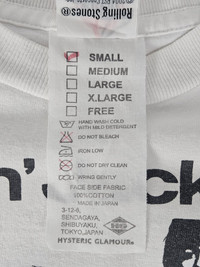 Rolling Stones®
SMALL
MEDIUM
LARGE
X.LARGE
FREE
HAND WASH COLD
WITH MILD DETERGENT
DO NOT BLEACH
IRON LOW
DO NOT DRY CLEAN
WRING GENTLY
FACE SIDE FABRIC
100%COTTON
MADE IN JAPAN
3-12-6,
SENDAGAYA,
SHIBUYAKU,
TOKYO,JAPAN
HYSTERIC GLAMOUR®